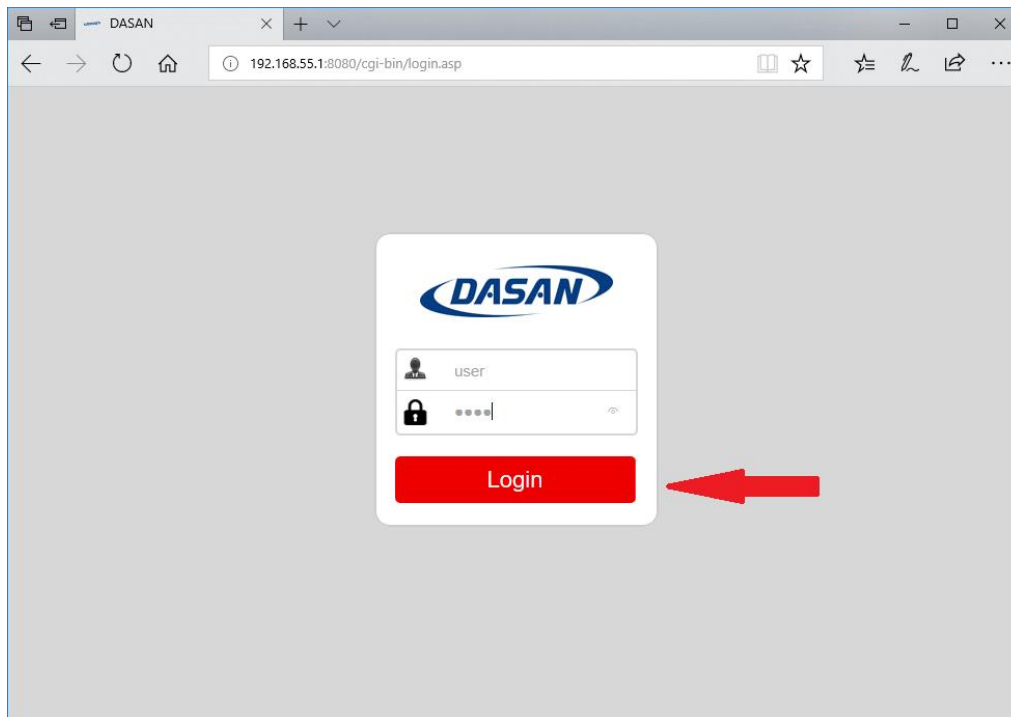 DASAN
192.168.55.1:8080/cgi-bin/login.asp
DASAN
user
••••
Login